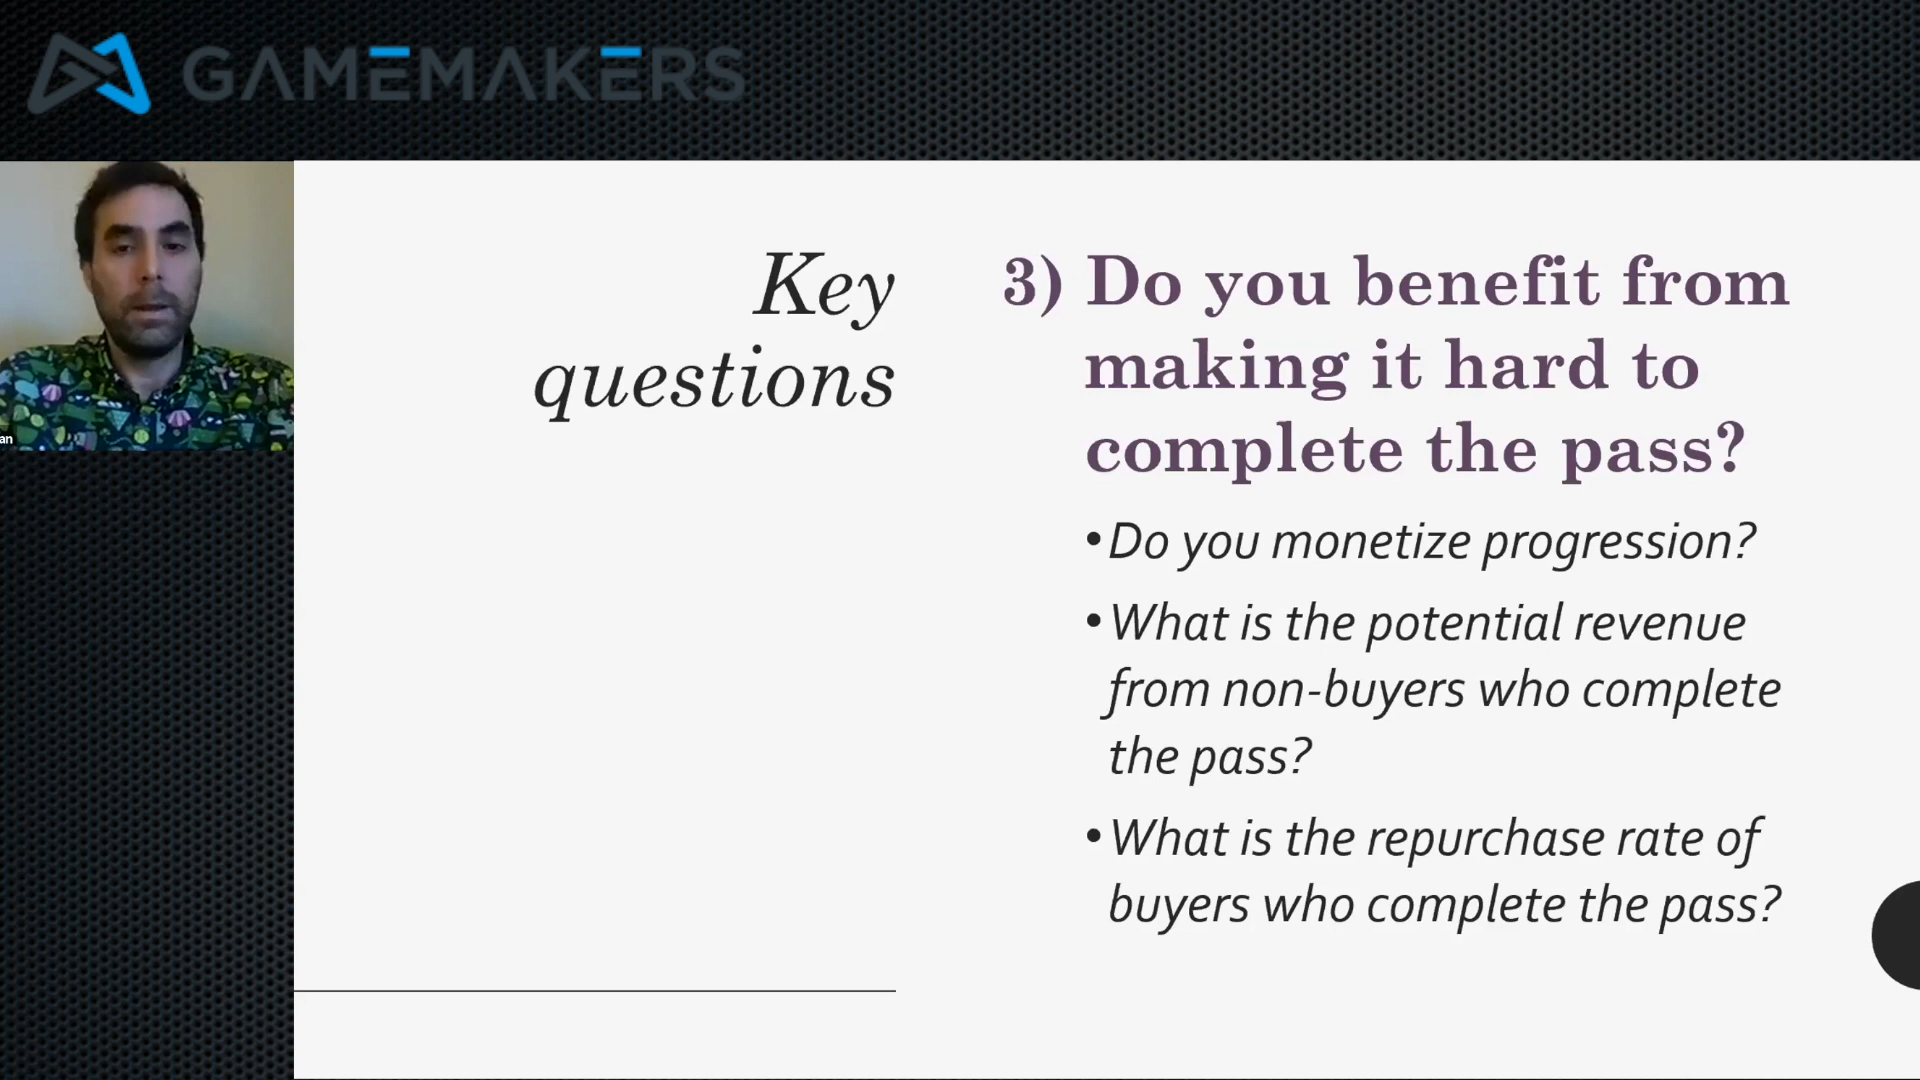 GAMEMAKERS
an
Key
questions
3) Do you benefit from
making it hard to
complete the pass?
•Do you monetize progression?
•What is the potential revenue
from non-buyers who complete
the pass?
•What is the repurchase rate of
buyers who complete the pass?